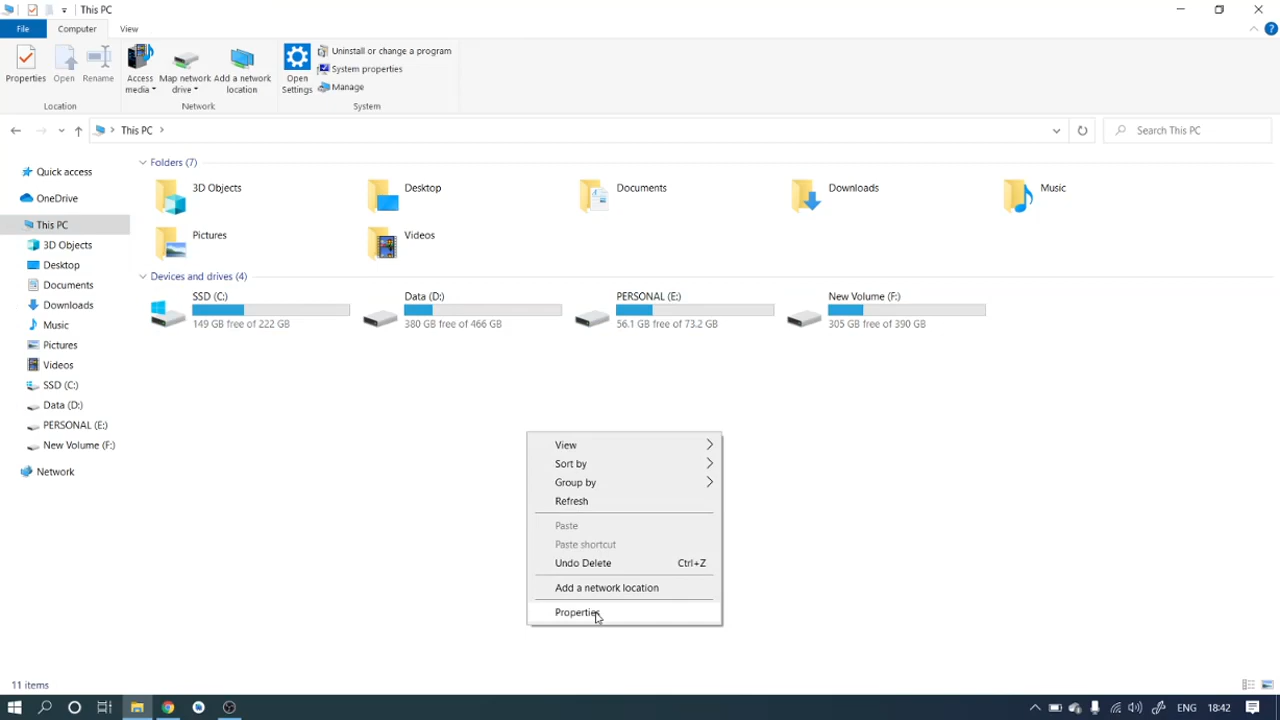 This PC
File
Computer
View
Properties
Open
Rename
Access media
Map network drive
Add a network location
Open Settings
Uninstall or change a program
System properties
Manage
Location
Network
System
This PC
Search This PC
Quick access
OneDrive
This PC
3D Objects
Desktop
Documents
Downloads
Music
Pictures
Videos
SSD (C:)
Data (D:)
PERSONAL (E:)
New Volume (F:)
Network
Folders (7)
3D Objects
Desktop
Documents
Downloads
Music
Pictures
Videos
Devices and drives (4)
SSD (C:)
149 GB free of 222 GB
Data (D:)
380 GB free of 466 GB
PERSONAL (E:)
56.1 GB free of 73.2 GB
New Volume (F:)
305 GB free of 390 GB
View
Sort by
Group by
Refresh
Paste
Paste shortcut
Undo Delete Ctrl+Z
Add a network location
Properties
11 items
ENG 18:42